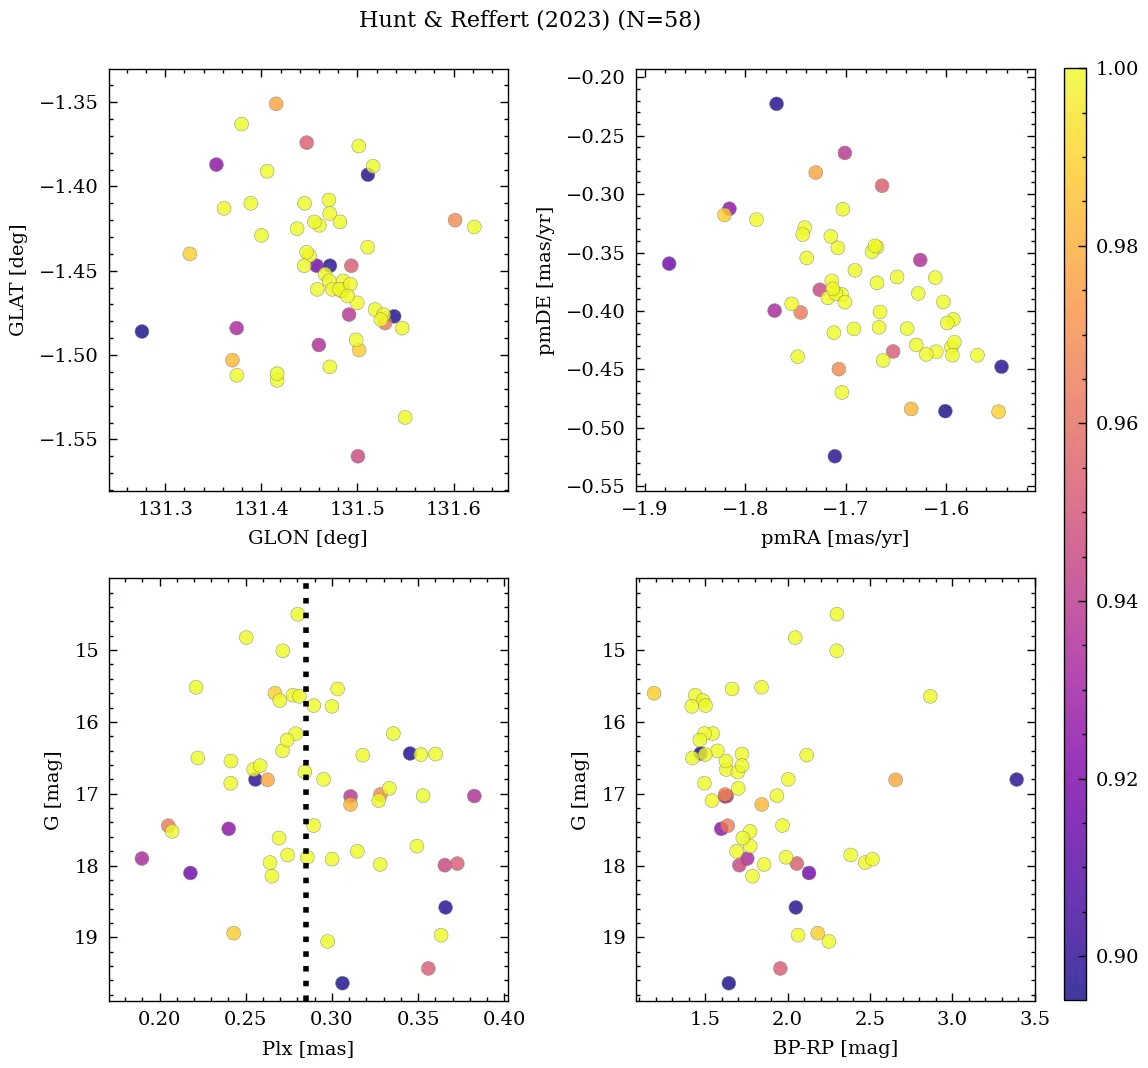 Hunt & Reffert (2023) (N=58)
−1.35
−1.40
−1.45
−1.50
−1.55
GLAT [deg]
131.3 131.4 131.5 131.6
GLON [deg]
−0.20
−0.25
−0.30
−0.35
−0.40
−0.45
−0.50
−0.55
pmDE [mas/yr]
−1.9 −1.8 −1.7 −1.6
pmRA [mas/yr]
15
16
17
18
19
G [mag]
0.20 0.25 0.30 0.35 0.40
Plx [mas]
15
16
17
18
19
G [mag]
1.5 2.0 2.5 3.0 3.5
BP-RP [mag]
1.00
0.98
0.96
0.94
0.92
0.90